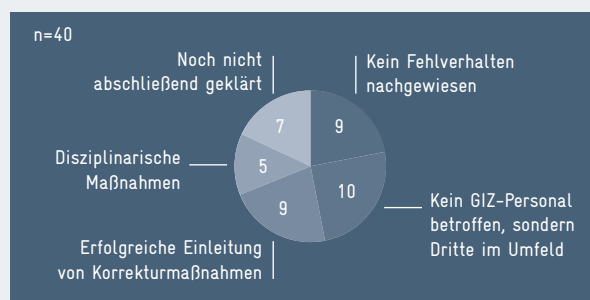 n=40
Noch nicht
abschließend geklärt
Kein Fehlverhalten
nachgewiesen
7
9
Disziplinarische
Maßnahmen
5
10
Kein GIZ-Personal
betroffen, sondern
Dritte im Umfeld
9
Erfolgreiche Einleitung
von Korrekturmaßnahmen